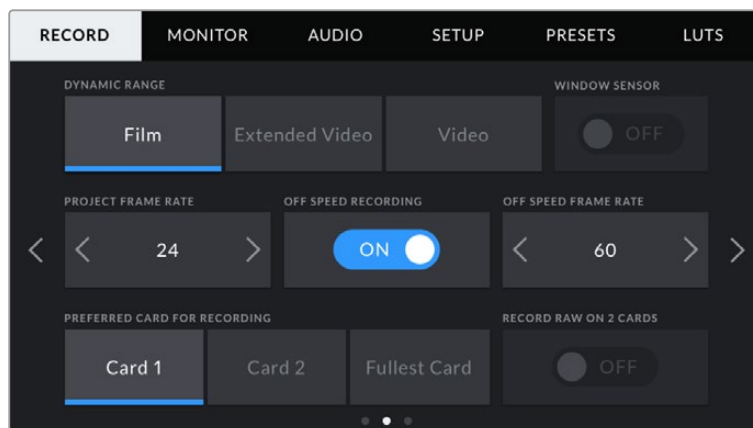 RECORD MONITOR AUDIO SETUP PRESETS LUTS
DYNAMIC RANGE WINDOW SENSOR
Film Extended Video Video OFF
PROJECT FRAME RATE OFF SPEED RECORDING OFF SPEED FRAME RATE
24 ON 60
PREFERRED CARD FOR RECORDING RECORD RAW ON 2 CARDS
Card 1 Card 2 Fullest Card OFF